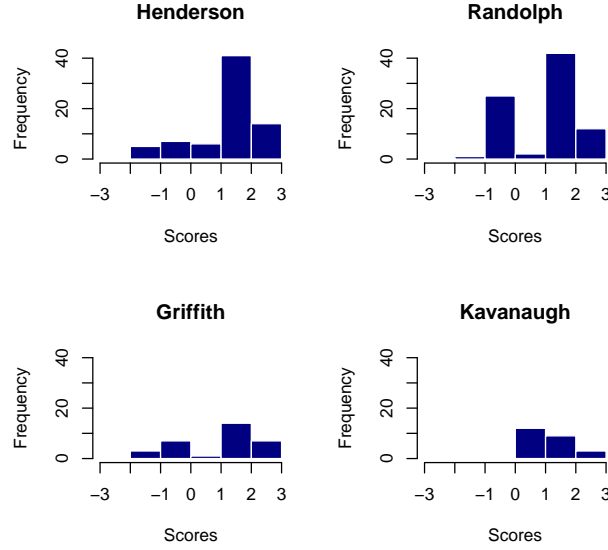 Henderson
Frequency
40
20
0
−3 −1 0 1 2 3
Scores
Randolph
Frequency
40
20
0
−3 −1 0 1 2 3
Scores
Griffith
Frequency
40
20
0
−3 −1 0 1 2 3
Scores
Kavanaugh
Frequency
40
20
0
−3 −1 0 1 2 3
Scores